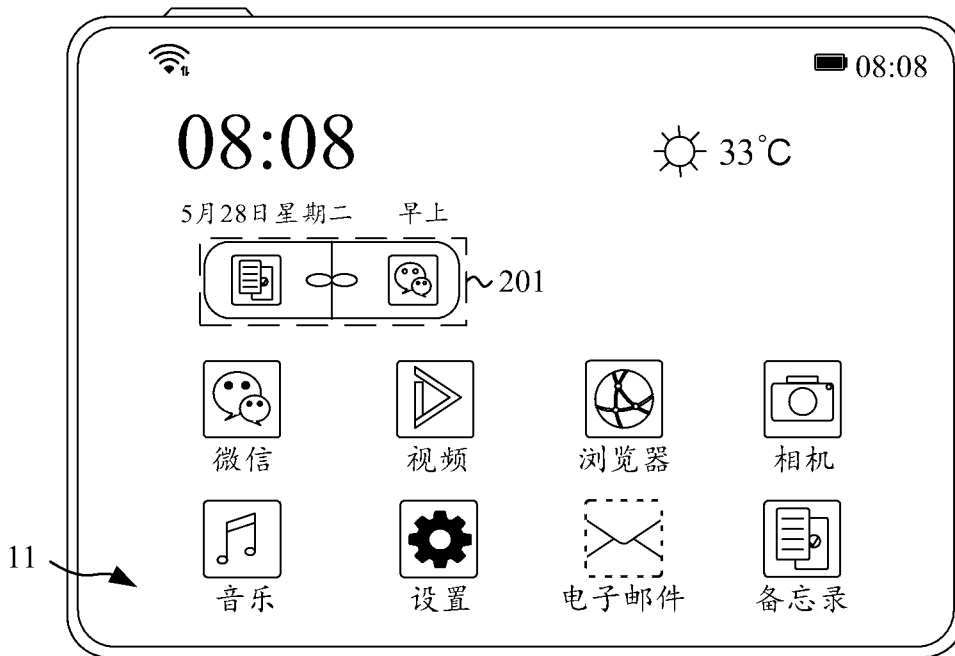 08:08
08:08
33℃
5月28日星期二 早上
201
微信 视频 浏览器 相机
11
音乐 设置 电子邮件 备忘录